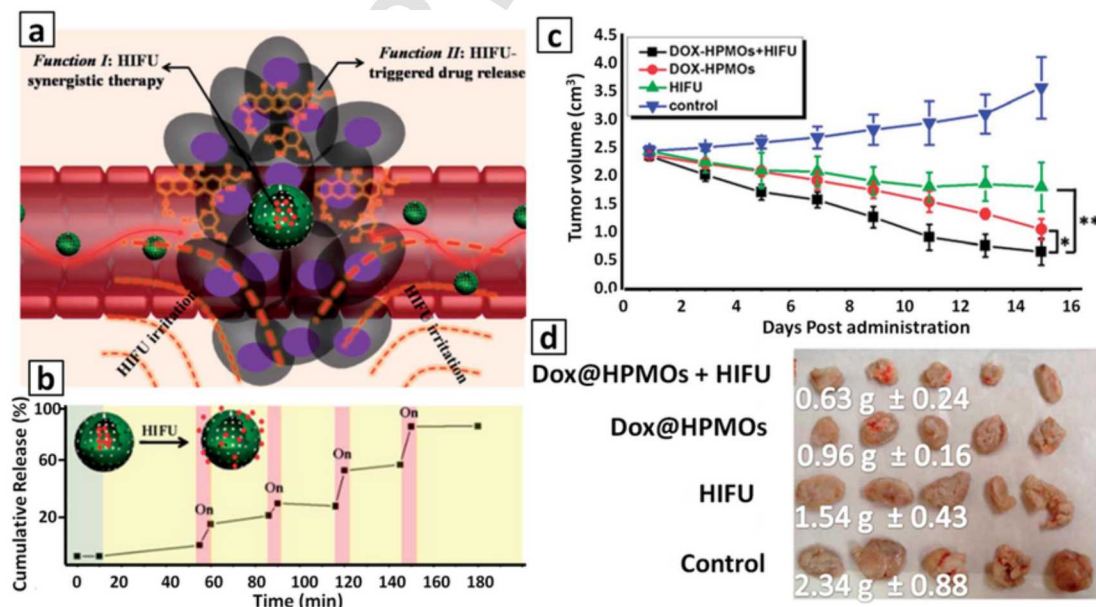 a
Function I: HIFU
synergistic therapy
Function II: HIFU-
triggered drug release
HIFU irritation
HIFU irritation
b
Cumulative Release (%)
100
60
20
HIFU
On
On
On
On
0 20 40 60 80 100 120 140 160 180
Time (min)
c
Tumor volume (cm³)
4.5
4.0
3.5
3.0
2.5
2.0
1.5
1.0
0.5
0.0
DOX-HPMOs+HIFU
DOX-HPMOs
HIFU
control
*
**
0 2 4 6 8 10 12 14 16
Days Post administration
d
Dox@HPMOs + HIFU
0.63 g ± 0.24
Dox@HPMOs
0.96 g ± 0.16
HIFU
1.54 g ± 0.43
Control
2.34 g ± 0.88